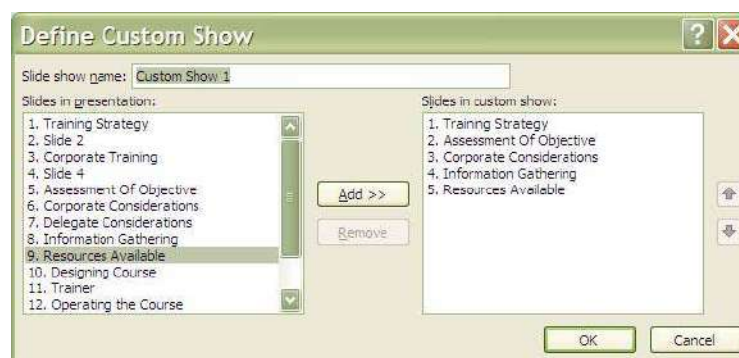 Define Custom Show
Slide show name: Custom Show 1
Slides in presentation:
1. Training Strategy
2. Slide 2
3. Corporate Training
4. Slide 4
5. Assessment Of Objective
6. Corporate Considerations
7. Delegate Considerations
8. Information Gathering
9. Resources Available
10. Designing Course
11. Trainer
12. Operating the Course
Add >>
Remove
Slides in custom show:
1. Training Strategy
2. Assessment Of Objective
3. Corporate Considerations
4. Information Gathering
5. Resources Available
OK
Cancel